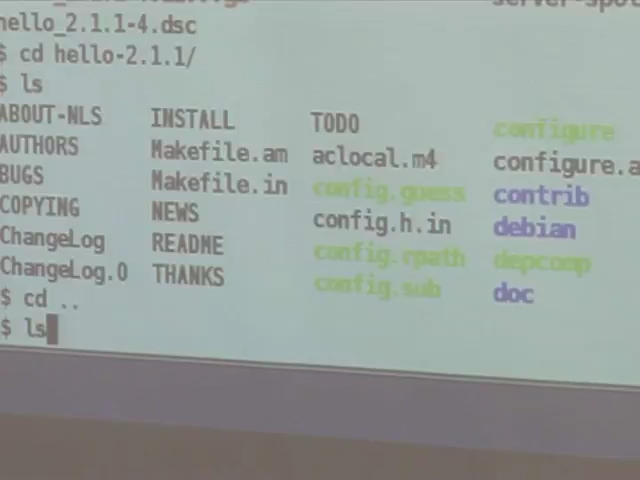 hello_2.1.1-4.dsc
$ cd hello-2.1.1/
$ ls
ABOUT-NLS INSTALL TODO configure
AUTHORS Makefile.am aclocal.m4 configure.a
BUGS Makefile.in config.guess contrib
COPYING NEWS config.h.in debian
ChangeLog README config.rpath depcomp
ChangeLog.0 THANKS config.sub doc
$ cd ..
$ ls